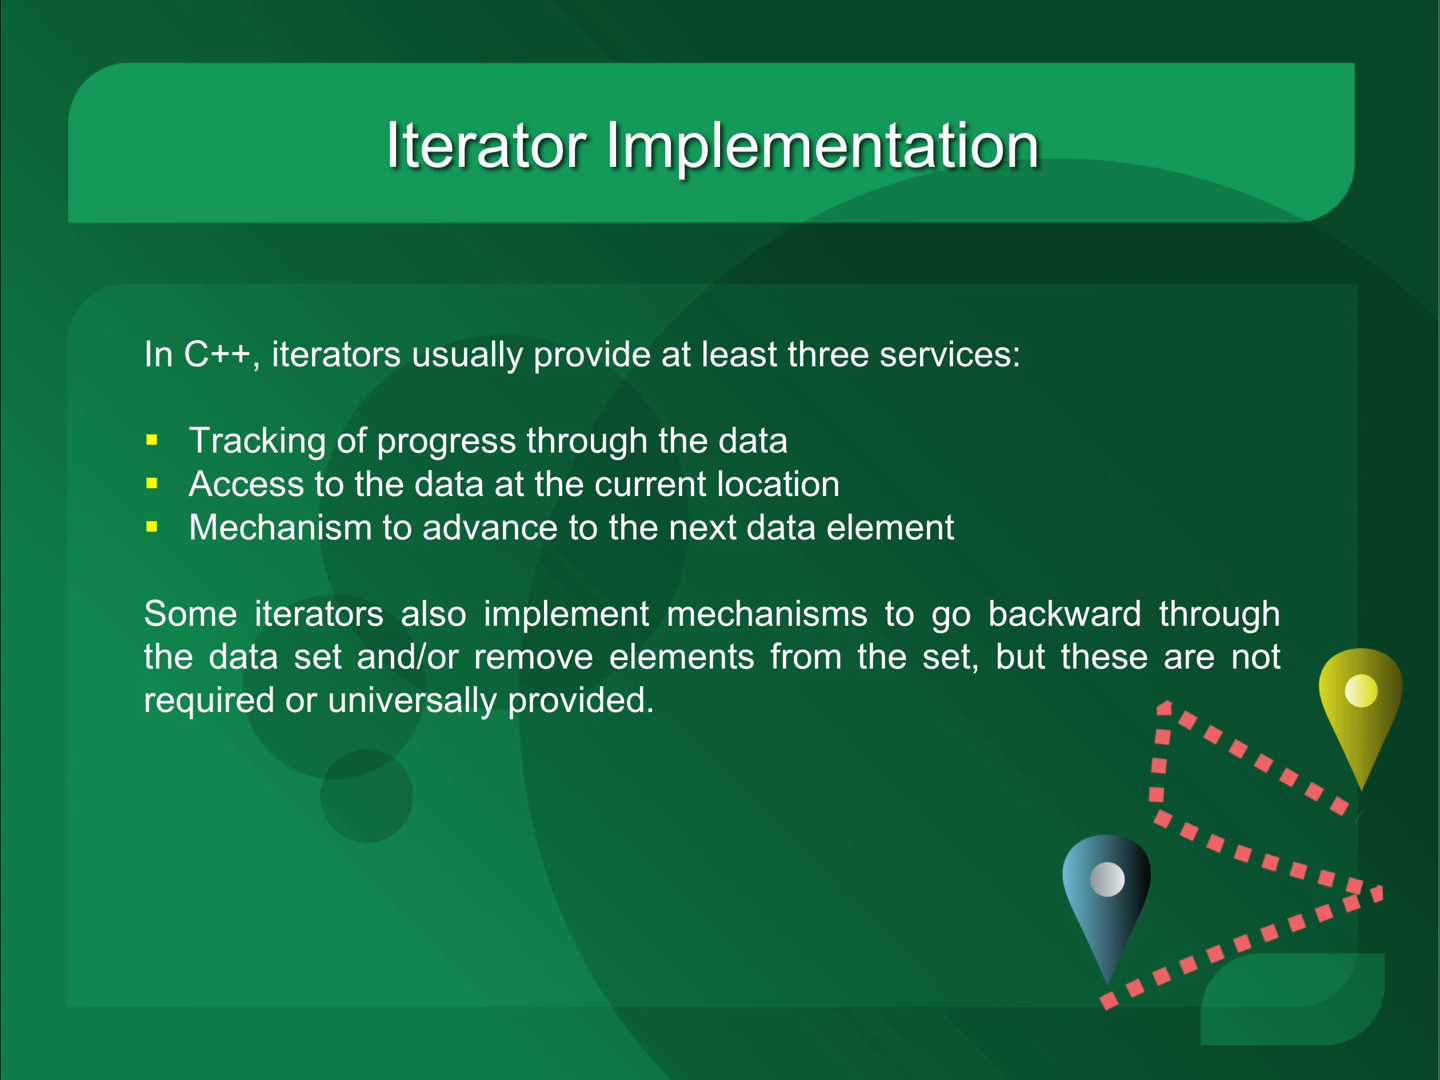 Iterator Implementation
In C++, iterators usually provide at least three services:
▪ Tracking of progress through the data
▪ Access to the data at the current location
▪ Mechanism to advance to the next data element
Some iterators also implement mechanisms to go backward through
the data set and/or remove elements from the set, but these are not
required or universally provided.